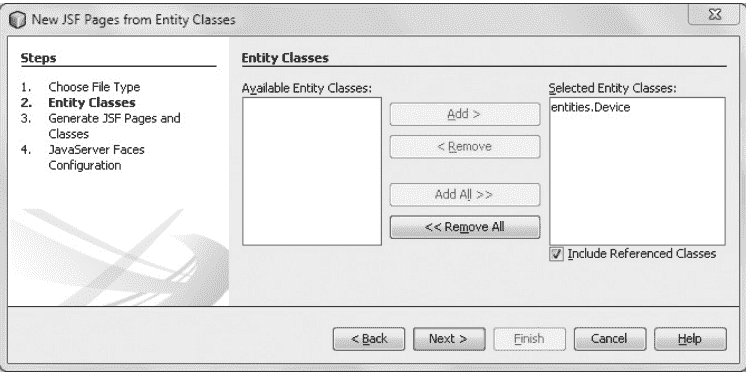 New JSF Pages from Entity Classes
Steps
1. Choose File Type
2. Entity Classes
3. Generate JSF Pages and
Classes
4. JavaServer Faces
Configuration
Entity Classes
Available Entity Classes:
Add >
< Remove
Add All >>
<< Remove All
Selected Entity Classes:
entities.Device
Include Referenced Classes
< Back
Next >
Finish
Cancel
Help